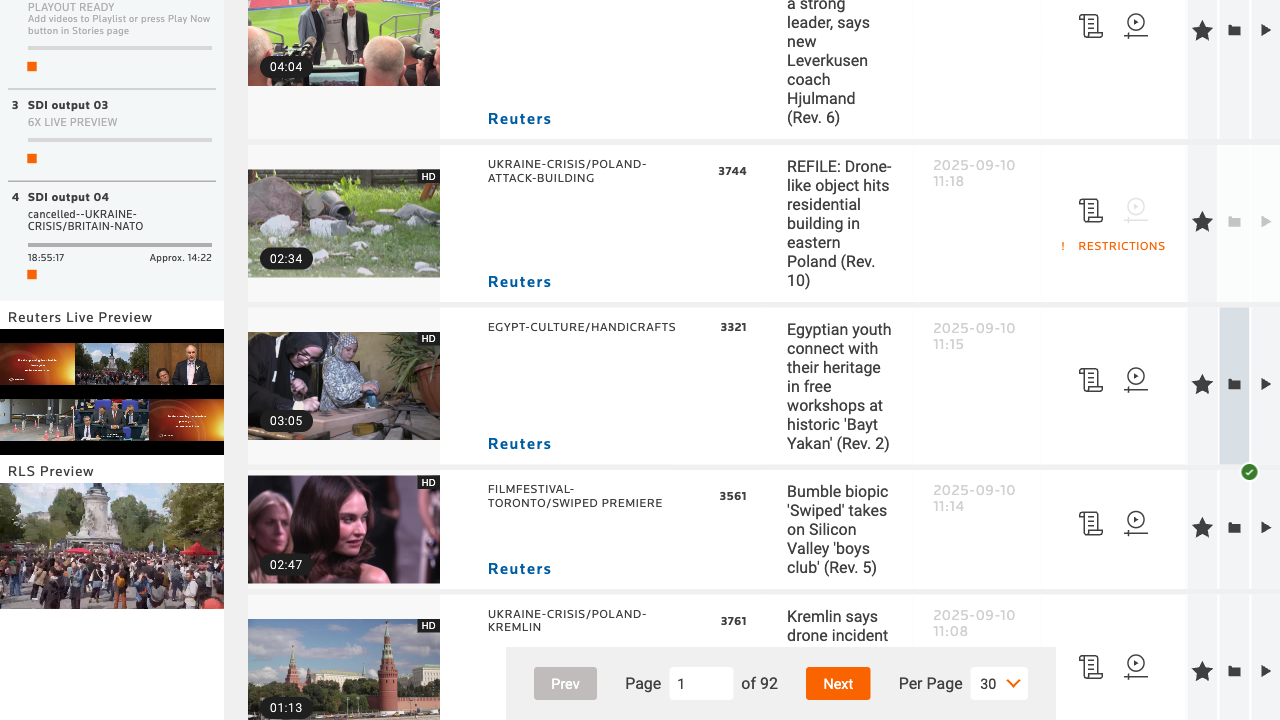 PLAYOUT READY
Add videos to Playlist or press Play Now
button in Stories page
3 SDI output 03
6X LIVE PREVIEW
4 SDI output 04
cancelled--UKRAINE-
CRISIS/BRITAIN-NATO
18:55:17 Approx. 14:22
Reuters Live Preview
RLS Preview
04:04
Reuters
a strong
leader, says
new
Leverkusen
coach
Hjulmand
(Rev. 6)
HD
02:34
UKRAINE-CRISIS/POLAND-
ATTACK-BUILDING
Reuters
3744
REFILE: Drone-
like object hits
residential
building in
eastern
Poland (Rev.
10)
2025-09-10
11:18
! RESTRICTIONS
HD
03:05
EGYPT-CULTURE/HANDICRAFTS
Reuters
3321
Egyptian youth
connect with
their heritage
in free
workshops at
historic 'Bayt
Yakan' (Rev. 2)
2025-09-10
11:15
HD
02:47
FILMFESTIVAL-
TORONTO/SWIPED PREMIERE
Reuters
3561
Bumble biopic
'Swiped' takes
on Silicon
Valley 'boys
club' (Rev. 5)
2025-09-10
11:14
HD
01:13
UKRAINE-CRISIS/POLAND-
KREMLIN
3761
Kremlin says
drone incident
2025-09-10
11:08
Prev Page 1 of 92 Next Per Page 30